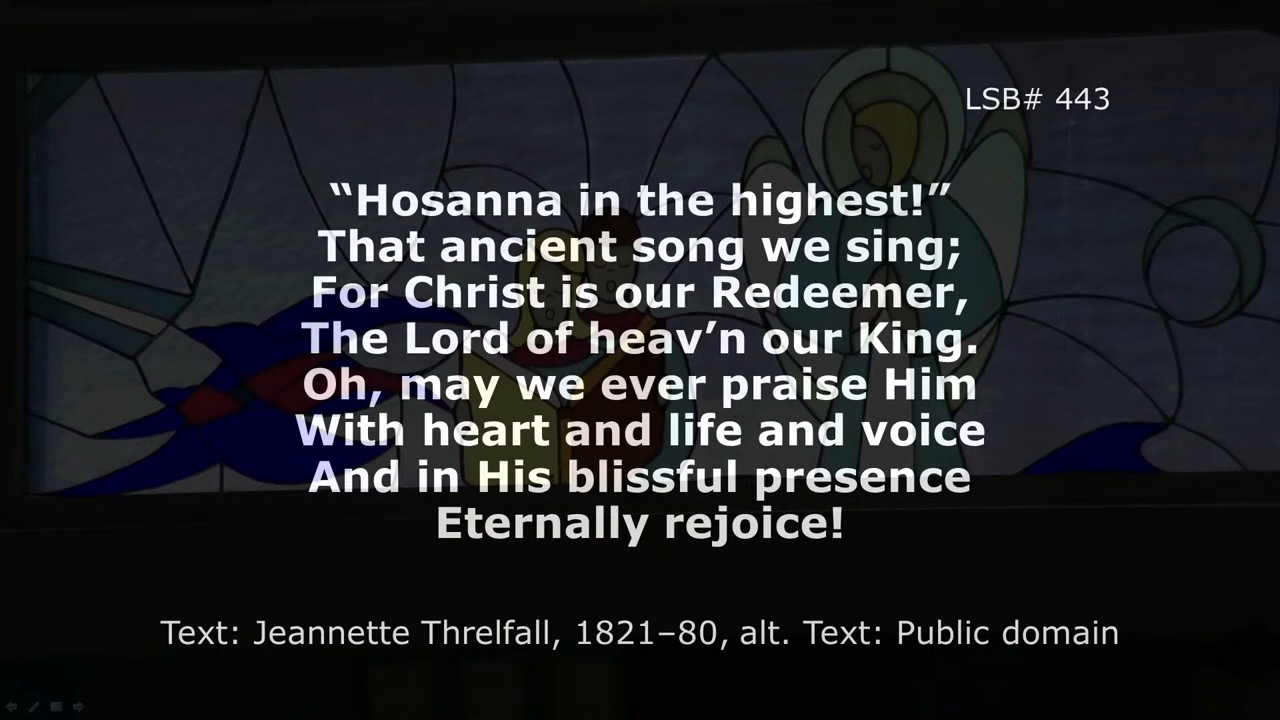 LSB# 443
“Hosanna in the highest!”
That ancient song we sing;
For Christ is our Redeemer,
The Lord of heav’n our King.
Oh, may we ever praise Him
With heart and life and voice
And in His blissful presence
Eternally rejoice!
Text: Jeannette Threlfall, 1821–80, alt. Text: Public domain